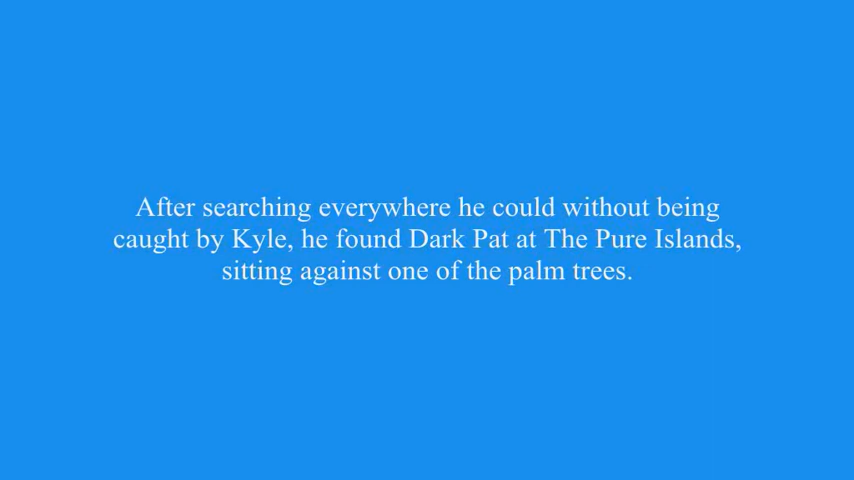 After searching everywhere he could without being
caught by Kyle, he found Dark Pat at The Pure Islands,
sitting against one of the palm trees.